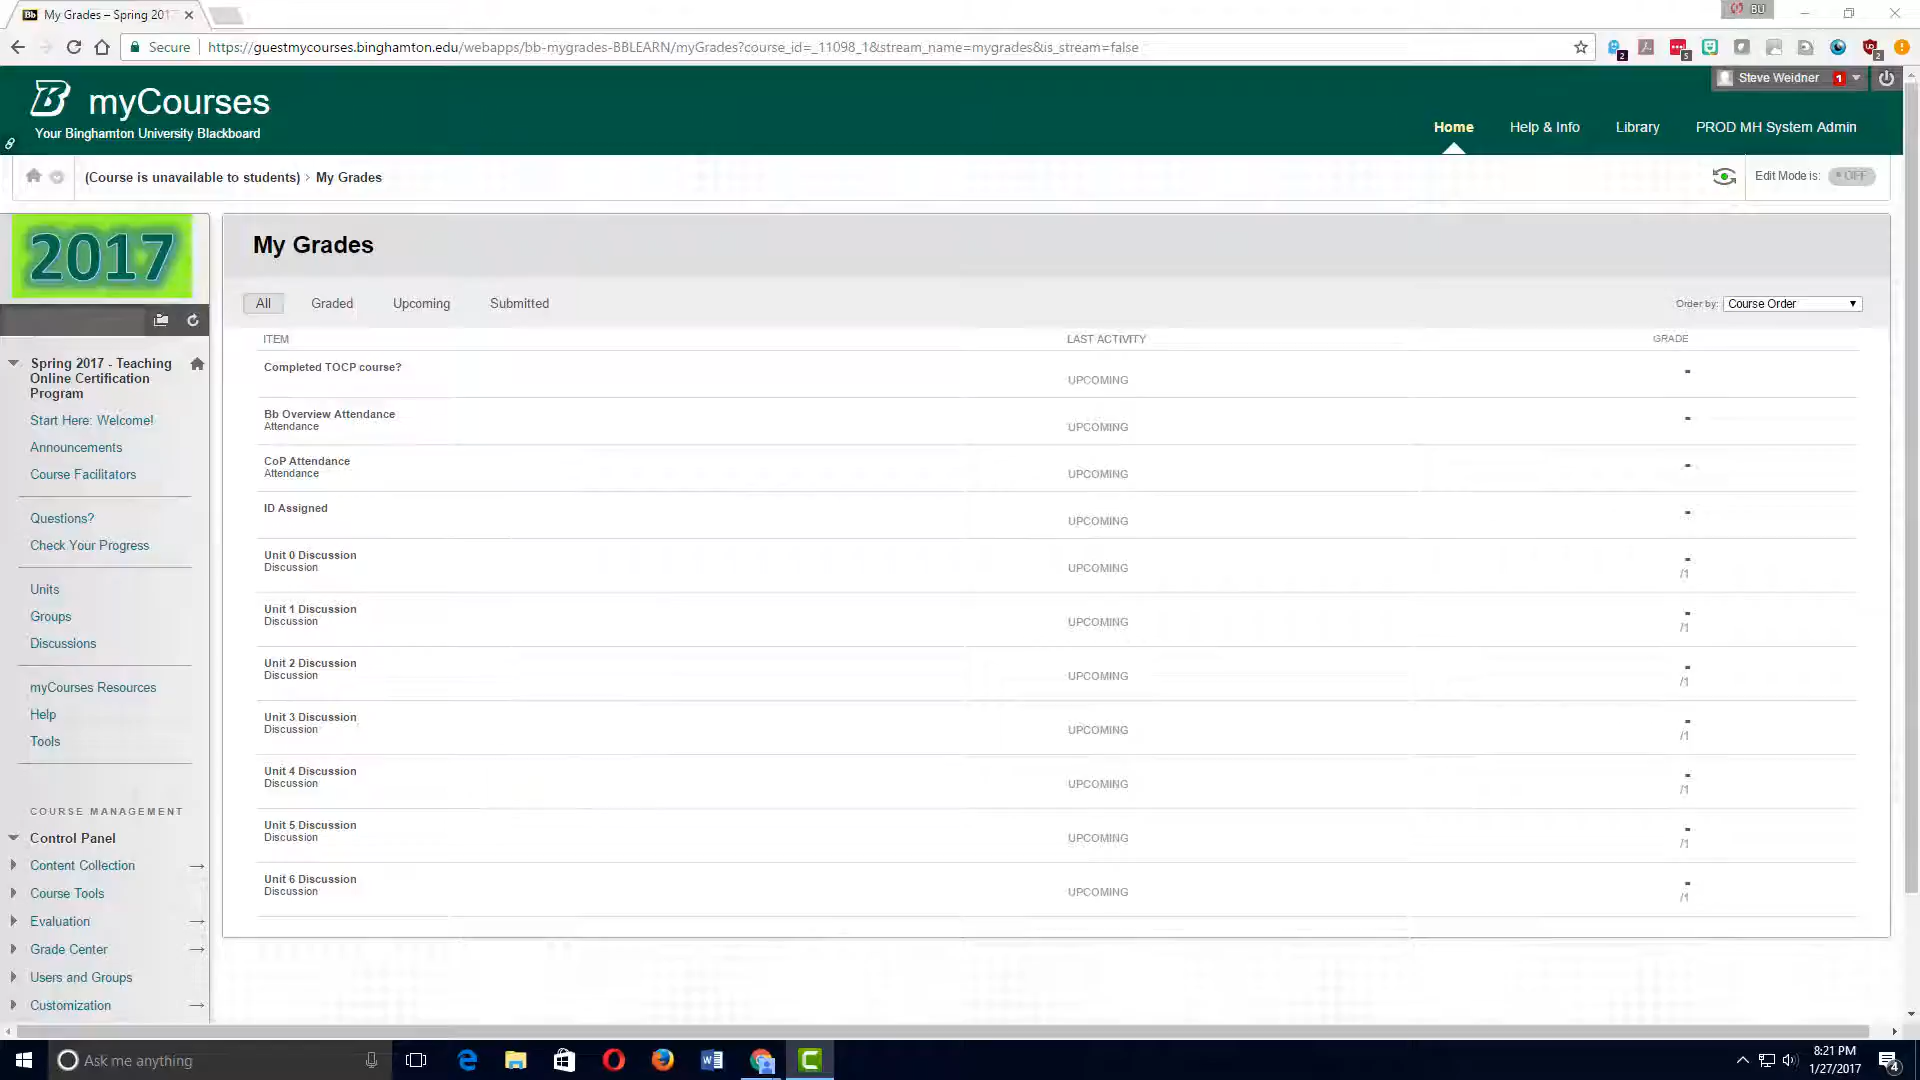 My Grades – Spring 201
BU
Secure
https://guestmycourses.binghamton.edu/webapps/bb-mygrades-BBLEARN/myGrades?course_id=_11098_1&stream_name=mygrades&is_stream=false
2
5
2
Steve Weidner 1
B myCourses
Your Binghamton University Blackboard
Home
Help & Info
Library
PROD MH System Admin
(Course is unavailable to students) > My Grades
Edit Mode is: OFF
2017
My Grades
All
Graded
Upcoming
Submitted
Order by: Course Order
ITEM
LAST ACTIVITY
GRADE
Completed TOCP course?
UPCOMING
-
Bb Overview Attendance
Attendance
UPCOMING
-
CoP Attendance
Attendance
UPCOMING
-
ID Assigned
UPCOMING
-
Unit 0 Discussion
Discussion
UPCOMING
-
/1
Unit 1 Discussion
Discussion
UPCOMING
-
/1
Unit 2 Discussion
Discussion
UPCOMING
-
/1
Unit 3 Discussion
Discussion
UPCOMING
-
/1
Unit 4 Discussion
Discussion
UPCOMING
-
/1
Unit 5 Discussion
Discussion
UPCOMING
-
/1
Unit 6 Discussion
Discussion
UPCOMING
-
/1
Spring 2017 - Teaching
Online Certification
Program
Start Here: Welcome!
Announcements
Course Facilitators
Questions?
Check Your Progress
Units
Groups
Discussions
myCourses Resources
Help
Tools
COURSE MANAGEMENT
Control Panel
Content Collection
Course Tools
Evaluation
Grade Center
Users and Groups
Customization
Ask me anything
8:21 PM
1/27/2017
4